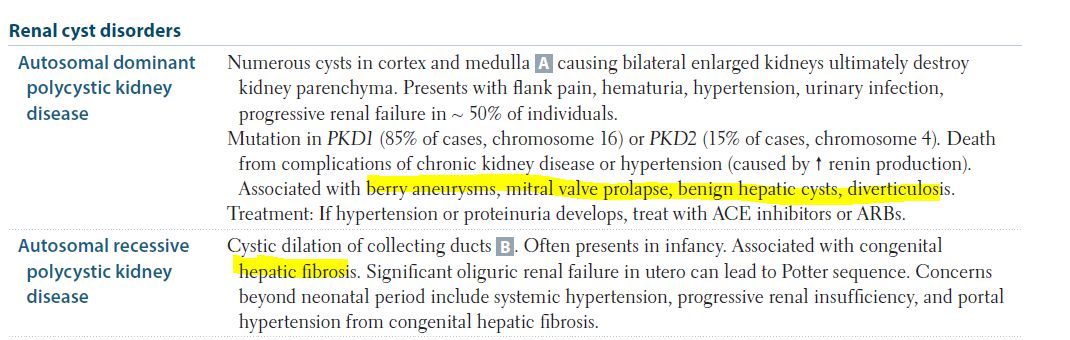 Renal cyst disorders
Autosomal dominant
polycystic kidney
disease
Numerous cysts in cortex and medulla A causing bilateral enlarged kidneys ultimately destroy
kidney parenchyma. Presents with flank pain, hematuria, hypertension, urinary infection,
progressive renal failure in ~ 50% of individuals.
Mutation in PKD1 (85% of cases, chromosome 16) or PKD2 (15% of cases, chromosome 4). Death
from complications of chronic kidney disease or hypertension (caused by ↑ renin production).
Associated with berry aneurysms, mitral valve prolapse, benign hepatic cysts, diverticulosis.
Treatment: If hypertension or proteinuria develops, treat with ACE inhibitors or ARBs.
Autosomal recessive
polycystic kidney
disease
Cystic dilation of collecting ducts B. Often presents in infancy. Associated with congenital
hepatic fibrosis. Significant oliguric renal failure in utero can lead to Potter sequence. Concerns
beyond neonatal period include systemic hypertension, progressive renal insufficiency, and portal
hypertension from congenital hepatic fibrosis.